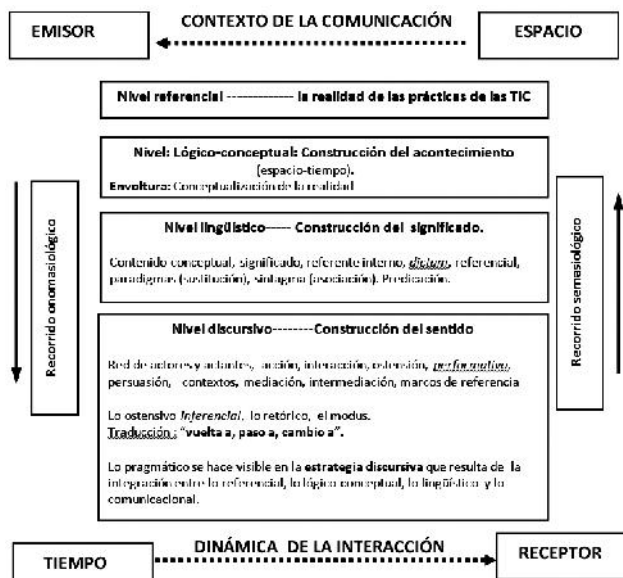 CONTEXTO DE LA COMUNICACIÓN
EMISOR
ESPACIO
Nivel referencial ------------- la realidad de las prácticas de las TIC
Nivel: Lógico-conceptual: Construcción del acontecimiento
(espacio-tiempo).
Envoltura: Conceptualización de la realidad
Recorrido onomasiológico
Recorrido semasiológico
Nivel lingüístico----- Construcción del significado.
Contenido conceptual, significado, referente interno, dictum, referencial,
paradigmas (sustitución), sintagma (asociación). Predicación.
Nivel discursivo--------Construcción del sentido
Red de actores y actantes, acción, interacción, ostensión, performativo,
persuasión, contextos, mediación, intermediación, marcos de referencia
Lo ostensivo inferencial, lo retórico, el modus.
Traducción : "vuelta a, paso a, cambio a".
Lo pragmático se hace visible en la estrategia discursiva que resulta de la
integración entre lo referencial, lo lógico conceptual, lo lingüístico y lo
comunicacional.
TIEMPO
DINÁMICA DE LA INTERACCIÓN
RECEPTOR